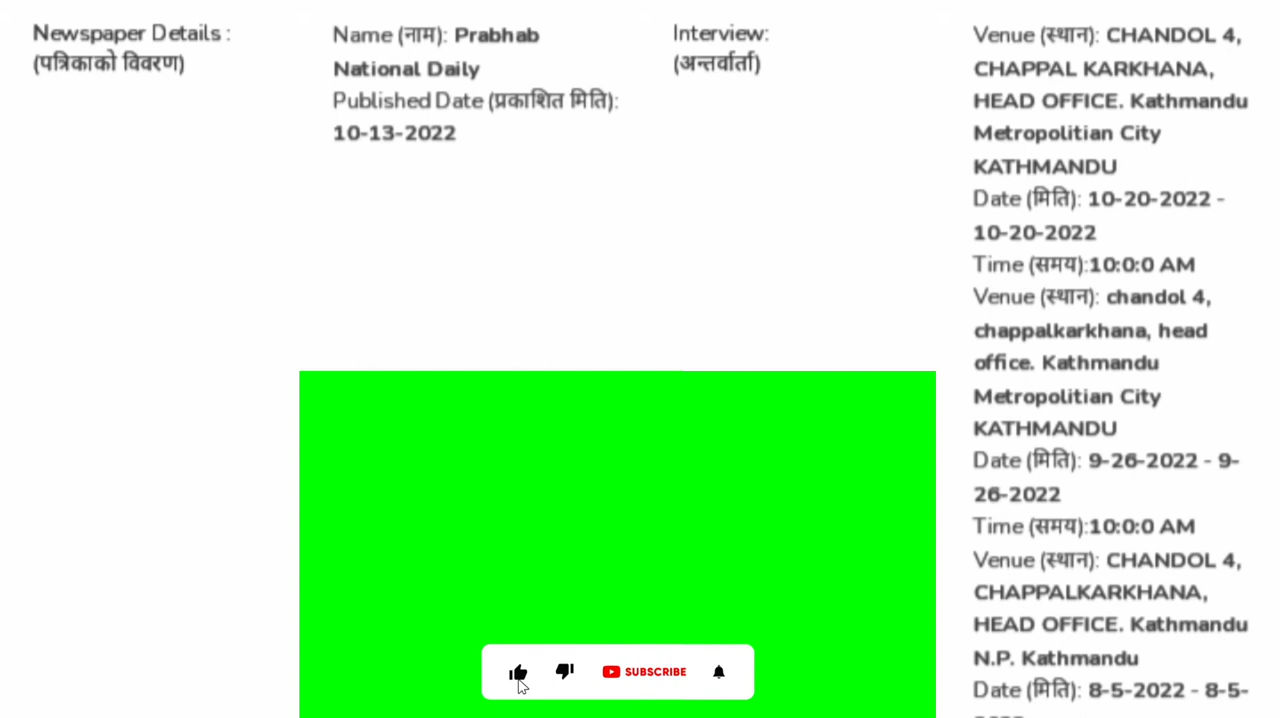 Newspaper Details :
(पत्रिकाको विवरण)
Name (नाम): Prabhab
National Daily
Published Date (प्रकाशित मिति):
10-13-2022
Interview:
(अन्तर्वार्ता)
Venue (स्थान): CHANDOL 4,
CHAPPAL KARKHANA,
HEAD OFFICE. Kathmandu
Metropolitian City
KATHMANDU
Date (मिति): 10-20-2022 -
10-20-2022
Time (समय):10:0:0 AM
Venue (स्थान): chandol 4,
chappalkarkhana, head
office. Kathmandu
Metropolitian City
KATHMANDU
Date (मिति): 9-26-2022 - 9-
26-2022
Time (समय):10:0:0 AM
Venue (स्थान): CHANDOL 4,
CHAPPALKARKHANA,
HEAD OFFICE. Kathmandu
N.P. Kathmandu
Date (मिति): 8-5-2022 - 8-5-
SUBSCRIBE